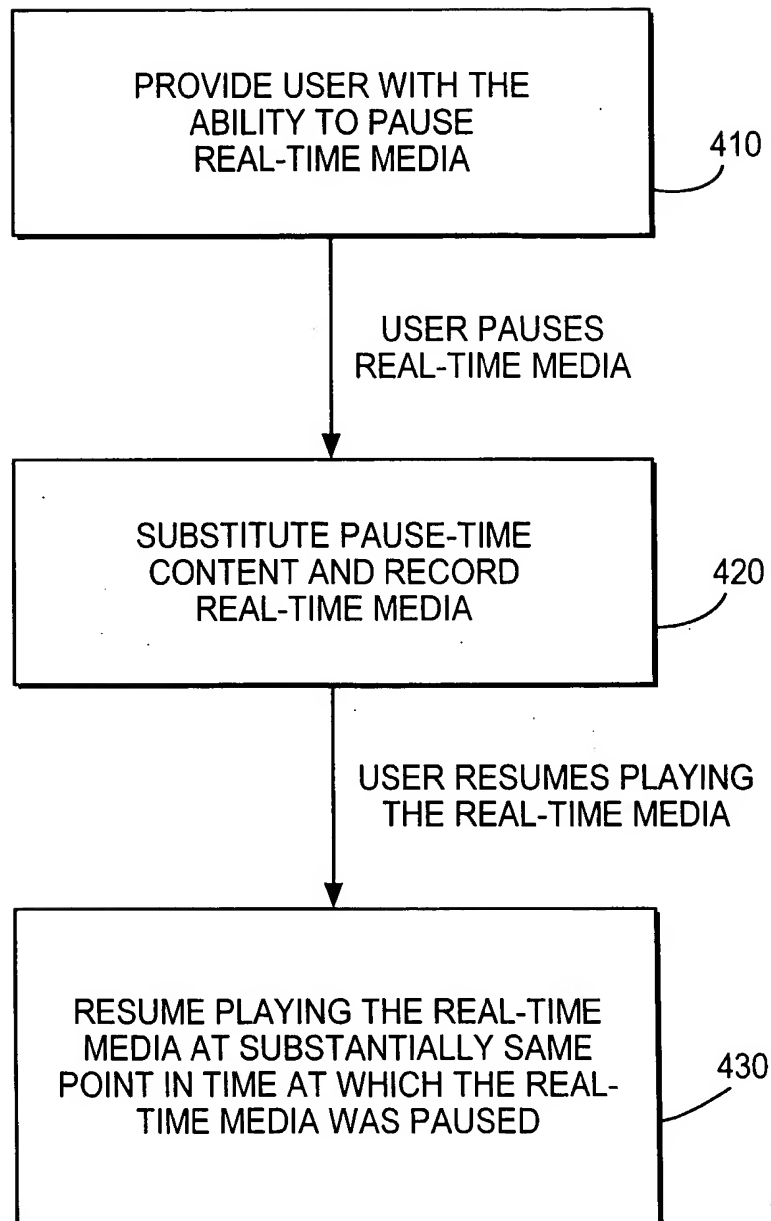 PROVIDE USER WITH THE
ABILITY TO PAUSE
REAL-TIME MEDIA
410
USER PAUSES
REAL-TIME MEDIA
SUBSTITUTE PAUSE-TIME
CONTENT AND RECORD
REAL-TIME MEDIA
420
USER RESUMES PLAYING
THE REAL-TIME MEDIA
RESUME PLAYING THE REAL-TIME
MEDIA AT SUBSTANTIALLY SAME
POINT IN TIME AT WHICH THE REAL-
TIME MEDIA WAS PAUSED
430